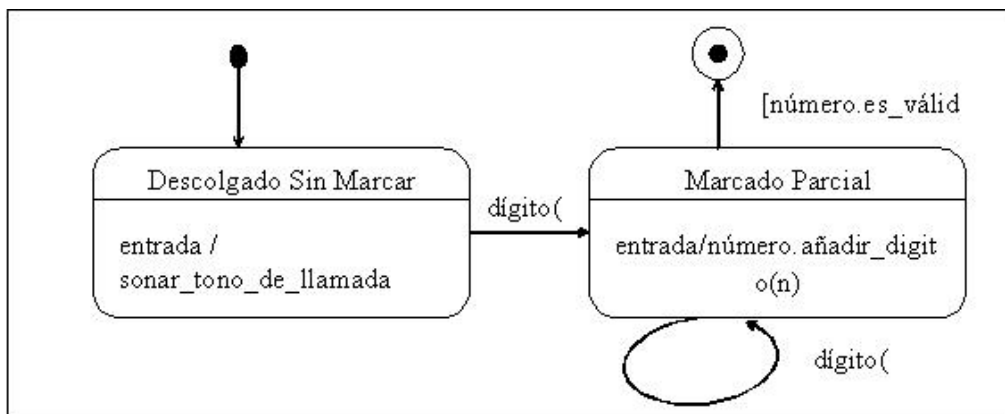 [número.es_válid
Descolgado Sin Marcar
entrada /
sonar_tono_de_llamada
dígito(
Marcado Parcial
entrada/número.añadir_digit
o(n)
dígito(